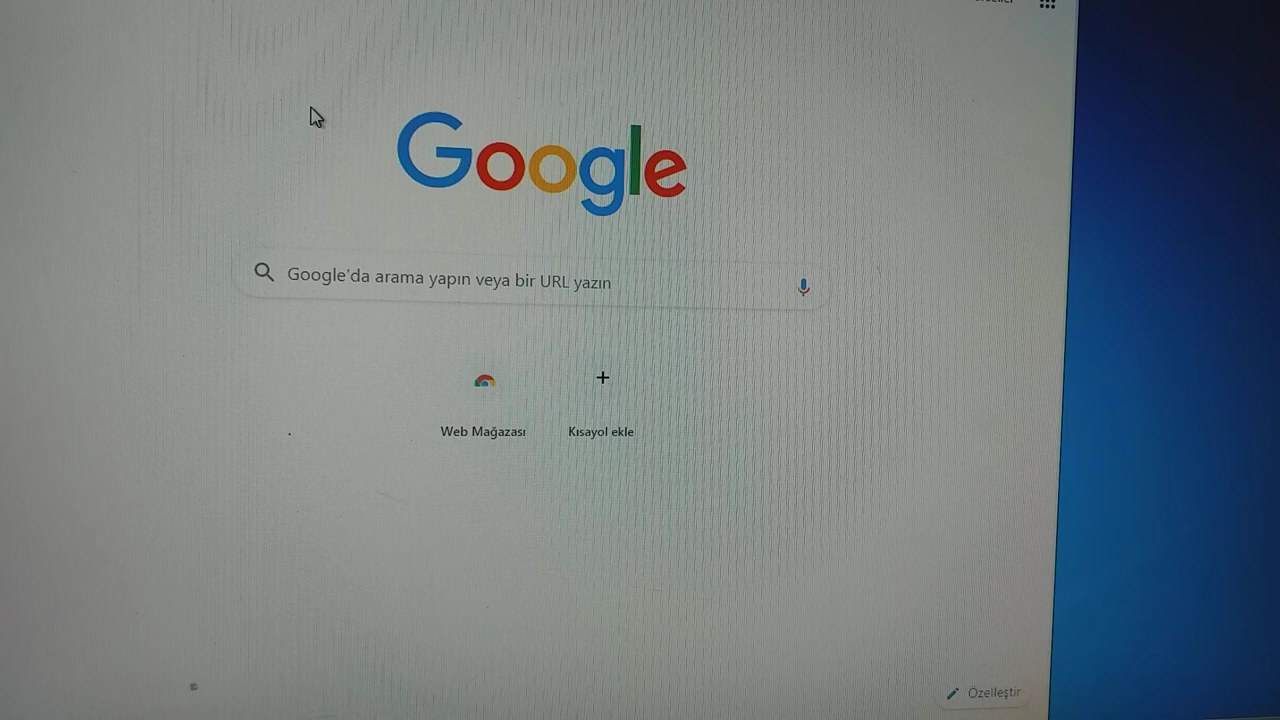 Google
Google'da arama yapın veya bir URL yazın
Web Mağazası
Kısayol ekle
Özelleştir